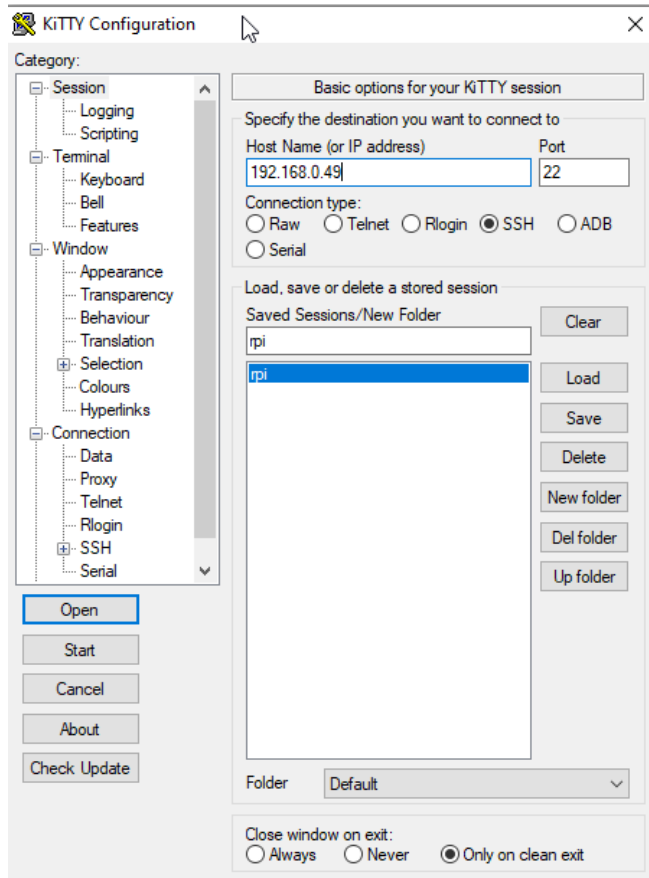 KiTTY Configuration
Category:
Session
Logging
Scripting
Terminal
Keyboard
Bell
Features
Window
Appearance
Transparency
Behaviour
Translation
Selection
Colours
Hyperlinks
Connection
Data
Proxy
Telnet
Rlogin
SSH
Serial
Open
Start
Cancel
About
Check Update
Basic options for your KiTTY session
Specify the destination you want to connect to
Host Name (or IP address) Port
192.168.0.49 22
Connection type:
Raw Telnet Rlogin SSH ADB
Serial
Load, save or delete a stored session
Saved Sessions/New Folder
rpi
rpi
Clear
Load
Save
Delete
New folder
Del folder
Up folder
Folder Default
Close window on exit:
Always Never Only on clean exit